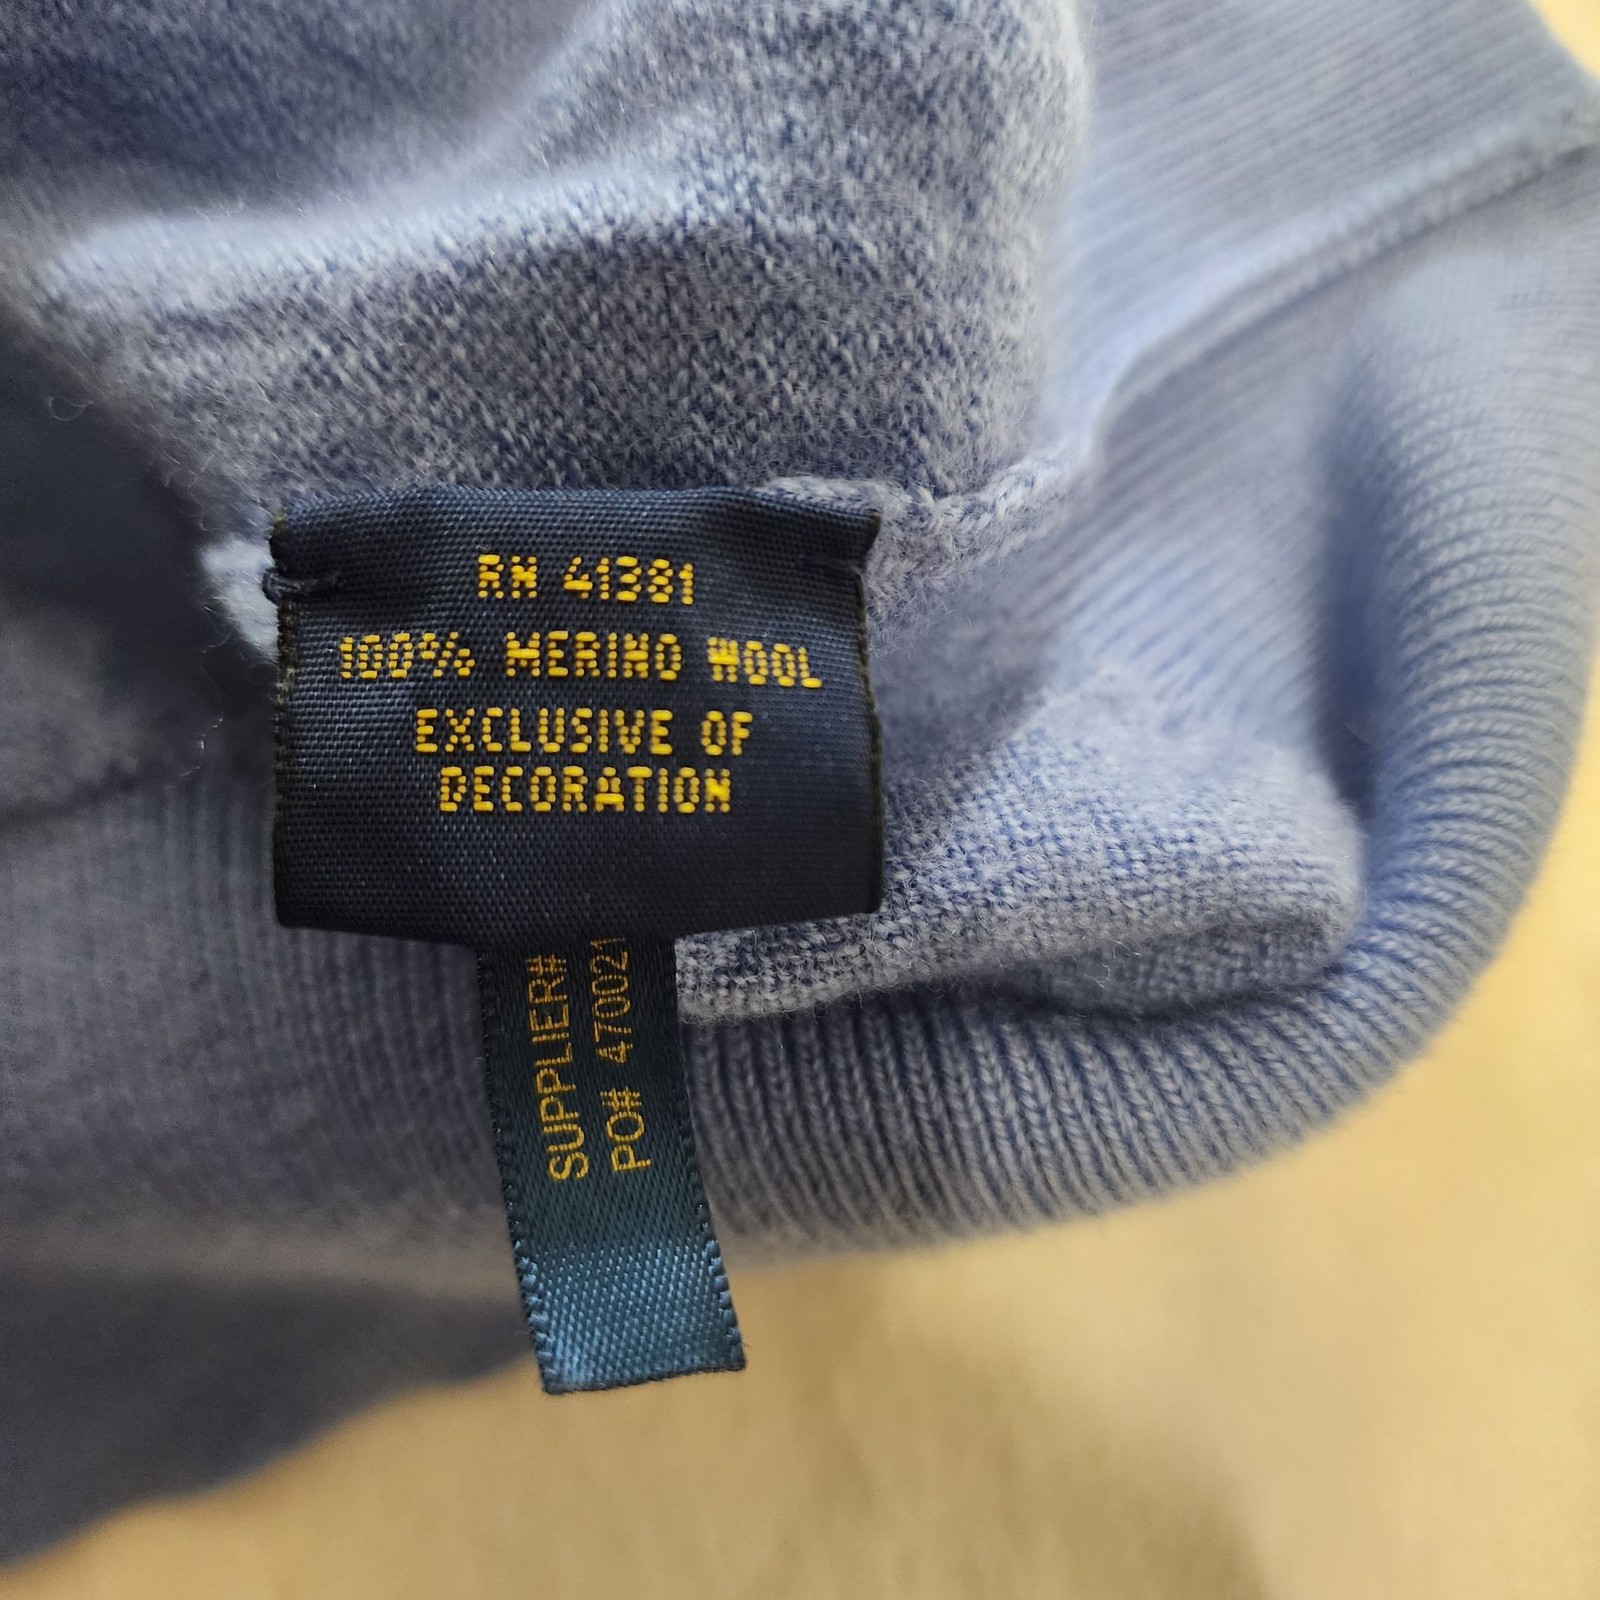 RN 41381
100% MERINO WOOL
EXCLUSIVE OF
DECORATION
SUPPLIER#
PO# 470021